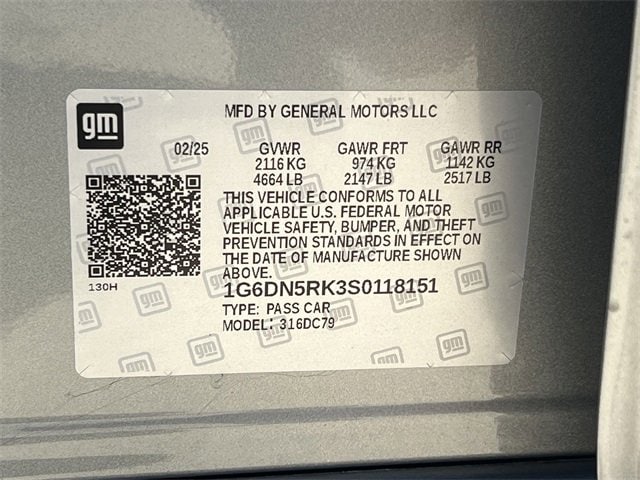 gm
MFD BY GENERAL MOTORS LLC
02/25 GVWR GAWR FRT GAWR RR
2116 KG 974 KG 1142 KG
4664 LB 2147 LB 2517 LB
THIS VEHICLE CONFORMS TO ALL
APPLICABLE U.S. FEDERAL MOTOR
VEHICLE SAFETY, BUMPER, AND THEFT
PREVENTION STANDARDS IN EFFECT ON
THE DATE OF MANUFACTURE SHOWN
ABOVE.
130H
1G6DN5RK3S0118151
TYPE: PASS CAR
MODEL: 316DC79